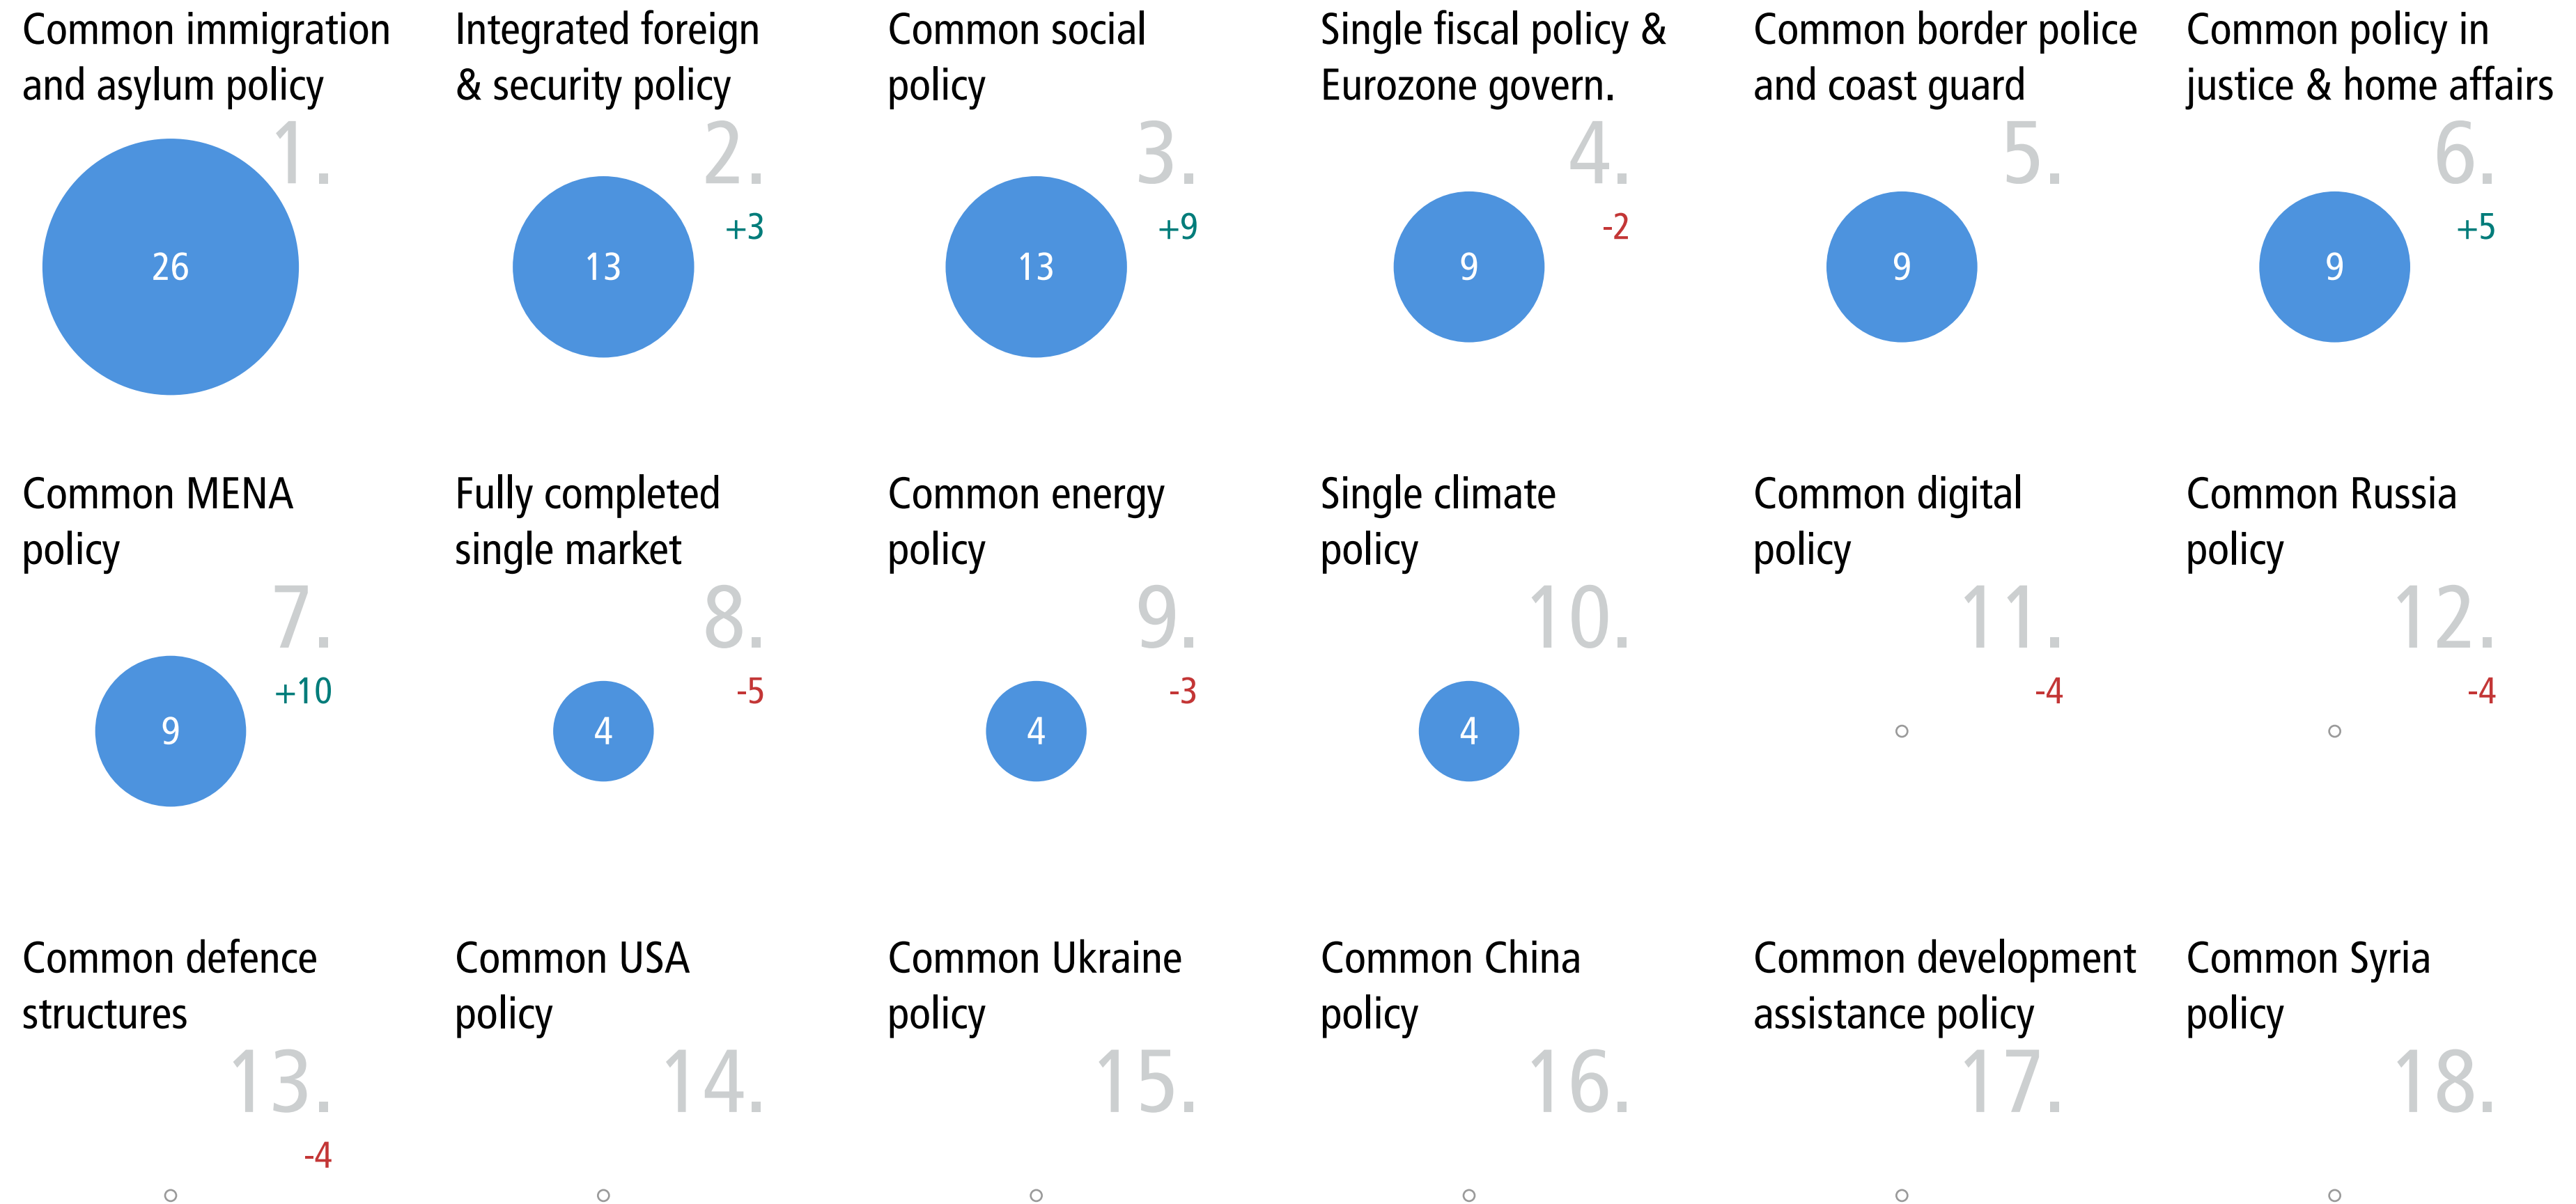 Common immigration
and asylum policy
1.
26
Integrated foreign
& security policy
2.
+3
13
Common social
policy
3.
+9
13
Single fiscal policy &
Eurozone govern.
4.
-2
9
Common border police
and coast guard
5.
9
Common policy in
justice & home affairs
6.
+5
9
Common MENA
policy
7.
+10
9
Fully completed
single market
8.
-5
4
Common energy
policy
9.
-3
4
Single climate
policy
10.
4
Common digital
policy
11.
-4
Common Russia
policy
12.
-4
Common defence
structures
13.
-4
Common USA
policy
14.
Common Ukraine
policy
15.
Common China
policy
16.
Common development
assistance policy
17.
Common Syria
policy
18.